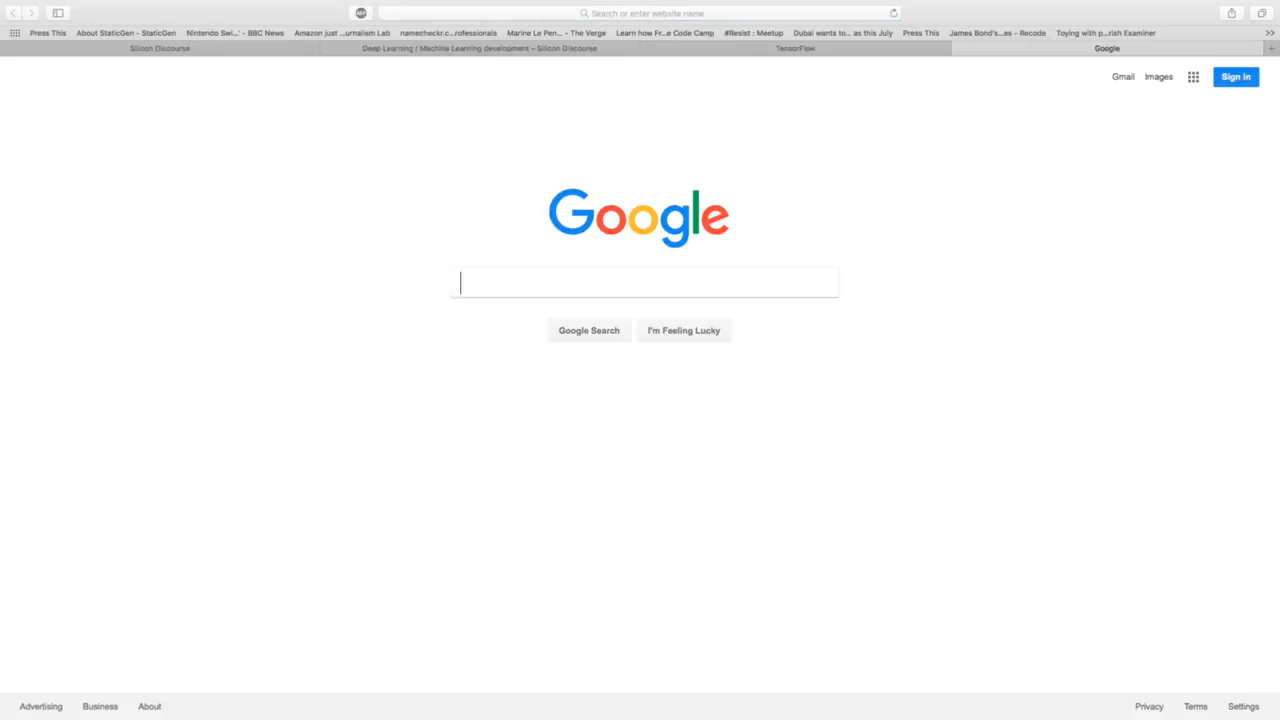 Search or enter website name
Press This About StaticGen - StaticGen Nintendo Swi...' - BBC News Amazon just ...urnalism Lab namecheckr.c...rofessionals Marine Le Pen... - The Verge Learn how Fr...e Code Camp #Resist : Meetup Dubai wants to... as this July Press This James Bond's...es - Recode Toying with p...rish Examiner >>
Silicon Discourse Deep Learning / Machine Learning development – Silicon Discourse TensorFlow Google +
Gmail Images Sign in
Google
Google Search I'm Feeling Lucky
Advertising Business About Privacy Terms Settings